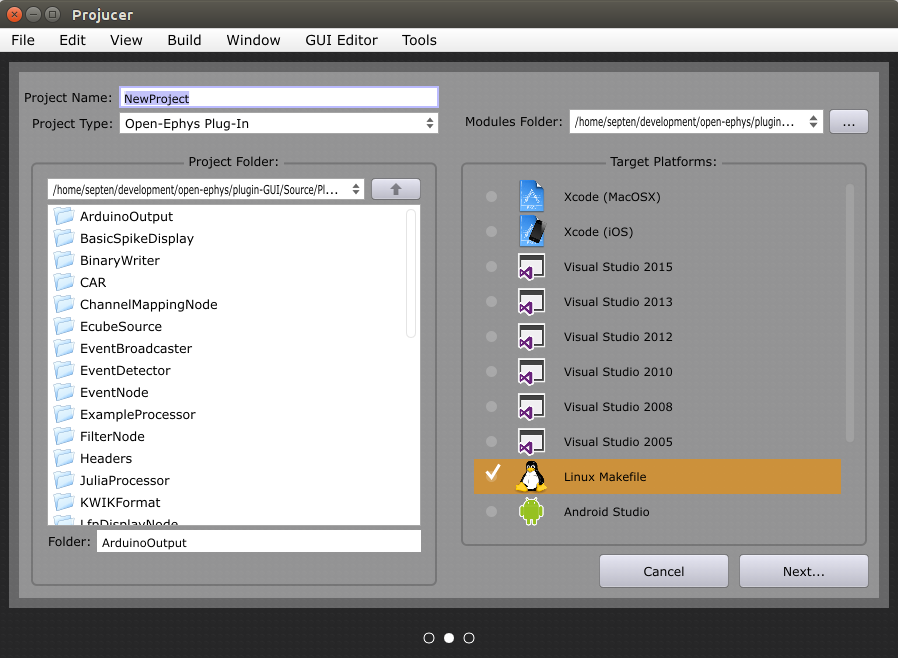 Projucer
File Edit View Build Window GUI Editor Tools
Project Name: NewProject
Project Type: Open-Ephys Plug-In
Modules Folder: /home/septen/development/open-ephys/plugin... ...
Project Folder:
/home/septen/development/open-ephys/plugin-GUI/Source/Pl...
ArduinoOutput
BasicSpikeDisplay
BinaryWriter
CAR
ChannelMappingNode
EcubeSource
EventBroadcaster
EventDetector
EventNode
ExampleProcessor
FilterNode
Headers
JuliaProcessor
KWIKFormat
LfpDisplayNode
Folder: ArduinoOutput
Target Platforms:
Xcode (MacOSX)
Xcode (iOS)
Visual Studio 2015
Visual Studio 2013
Visual Studio 2012
Visual Studio 2010
Visual Studio 2008
Visual Studio 2005
Linux Makefile
Android Studio
Cancel
Next...